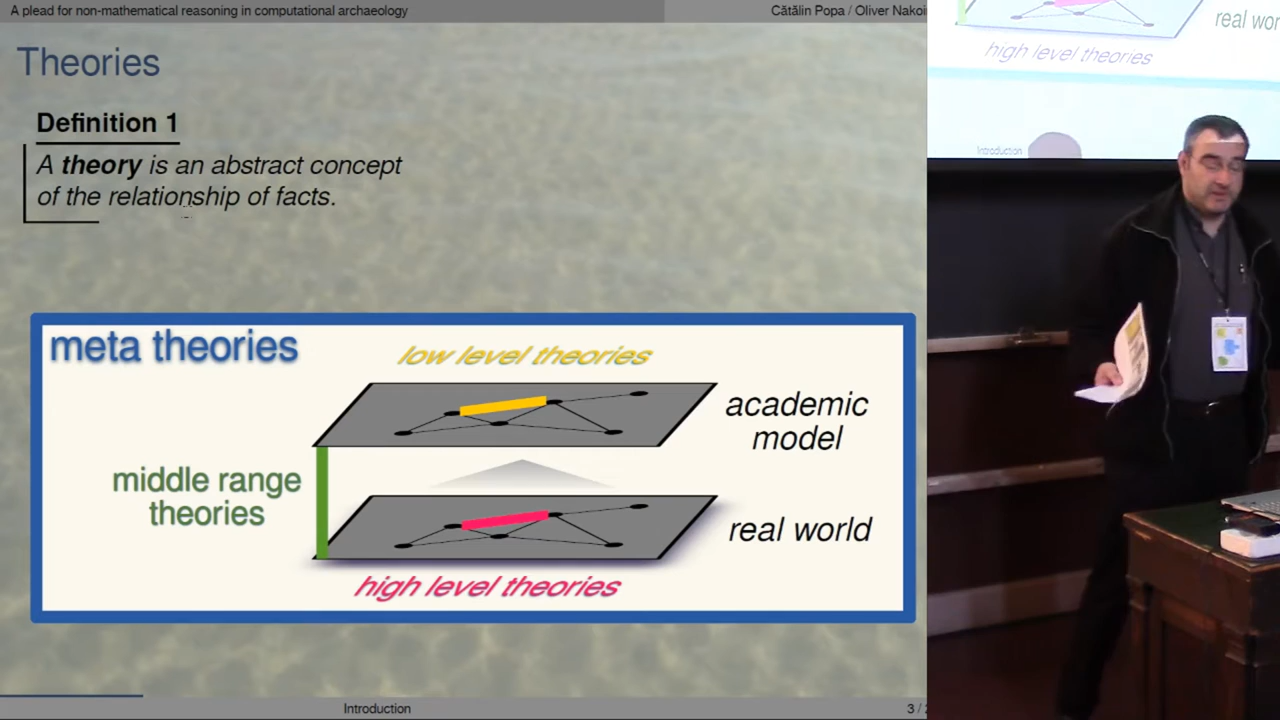 A plead for non-mathematical reasoning in computational archaeology
Cătălin Popa / Oliver Nakoi
Theories
Definition 1
A theory is an abstract concept
of the relationship of facts.
meta theories
low level theories
academic
model
middle range
theories
real world
high level theories
Introduction
3 / 2
real wor
high level theories
Introduction